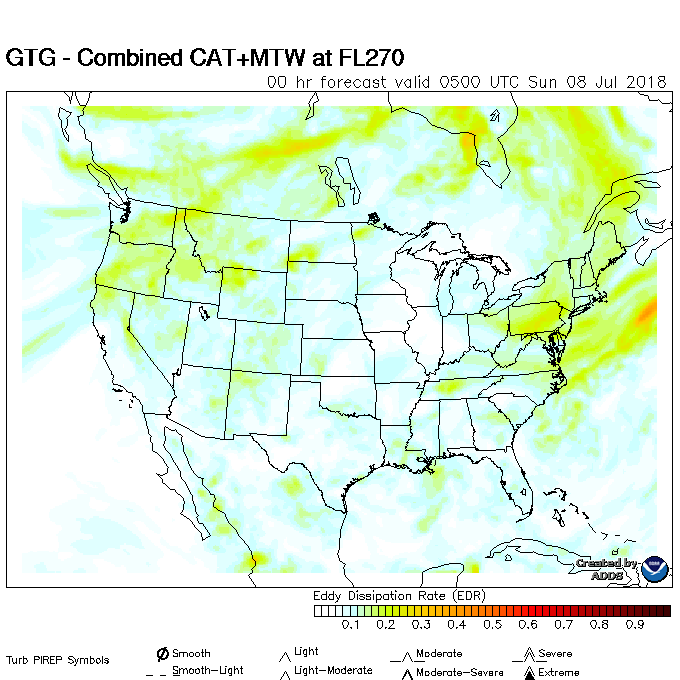 GTG - Combined CAT+MTW at FL270
00 hr forecast valid 0500 UTC Sun 08 Jul 2018
Created by
ADDS
Eddy Dissipation Rate (EDR)
0.1 0.2 0.3 0.4 0.5 0.6 0.7 0.8 0.9
Turb PIREP Symbols
Smooth Light Moderate Severe
Smooth-Light Light-Moderate Moderate-Severe Extreme